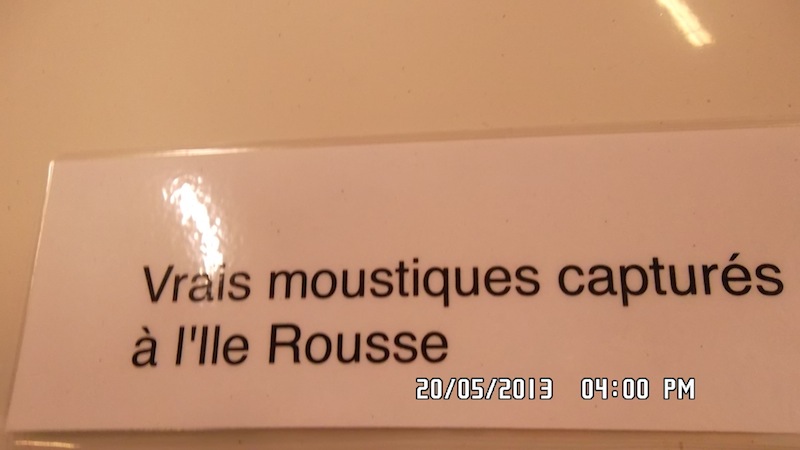 Vrais moustiques capturés
à l'Ile Rousse
20/05/2013 04:00 PM